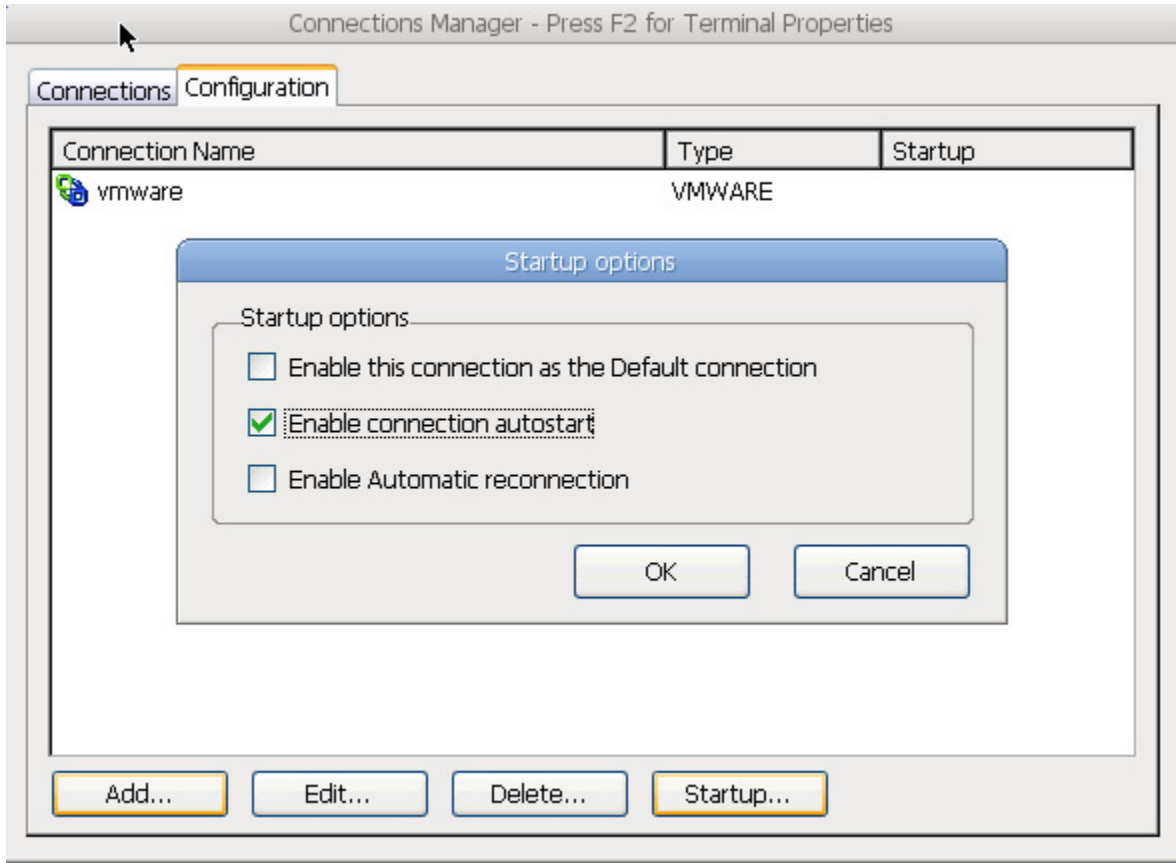 Connections Manager - Press F2 for Terminal Properties
Connections Configuration
Connection Name Type Startup
vmware VMWARE
Startup options
Startup options
Enable this connection as the Default connection
Enable connection autostart
Enable Automatic reconnection
OK Cancel
Add... Edit... Delete... Startup...